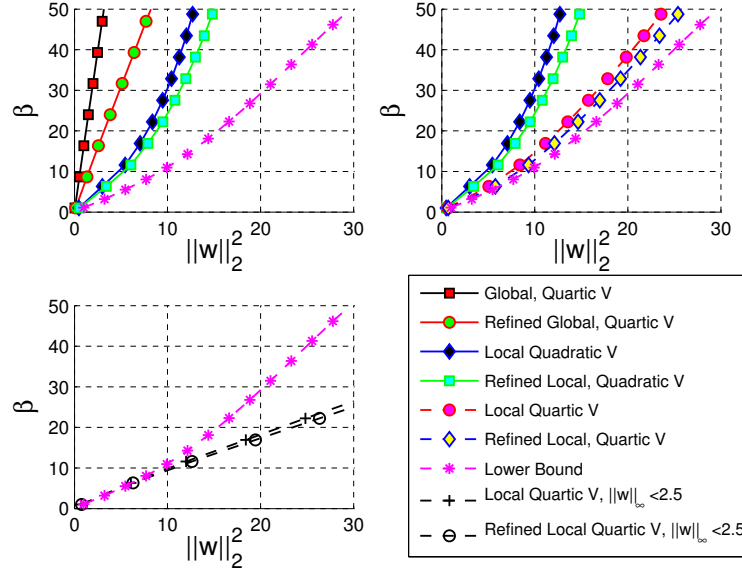 50
40
30
20
10
0
β
0
10
20
30
||w||₂²
50
40
30
20
10
0
β
0
10
20
30
||w||₂²
50
40
30
20
10
0
β
0
10
20
30
||w||₂²
Global, Quartic V
Refined Global, Quartic V
Local Quadratic V
Refined Local, Quadratic V
Local Quartic V
Refined Local, Quartic V
Lower Bound
Local Quartic V, ||w||∞ <2.5
Refined Local Quartic V, ||w||∞ <2.5